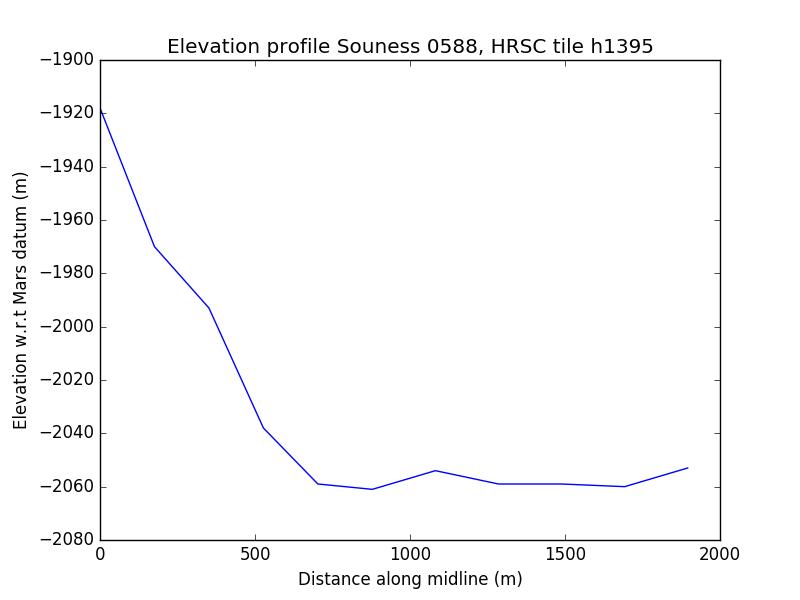 Elevation profile Souness 0588, HRSC tile h1395
−1900
−1920
−1940
−1960
−1980
−2000
−2020
−2040
−2060
−2080
Elevation w.r.t Mars datum (m)
0 500 1000 1500 2000
Distance along midline (m)